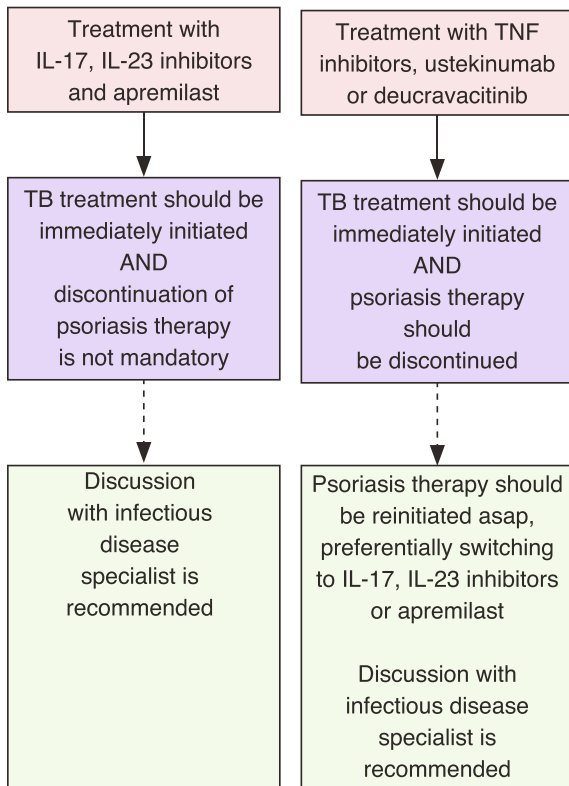 Treatment with
IL-17, IL-23 inhibitors
and apremilast
TB treatment should be
immediately initiated
AND
discontinuation of
psoriasis therapy
is not mandatory
Discussion
with infectious
disease
specialist is
recommended
Treatment with TNF
inhibitors, ustekinumab
or deucravacitinib
TB treatment should be
immediately initiated
AND
psoriasis therapy
should
be discontinued
Psoriasis therapy should
be reinitiated asap,
preferentially switching
to IL-17, IL-23 inhibitors
or apremilast
Discussion with
infectious disease
specialist is
recommended